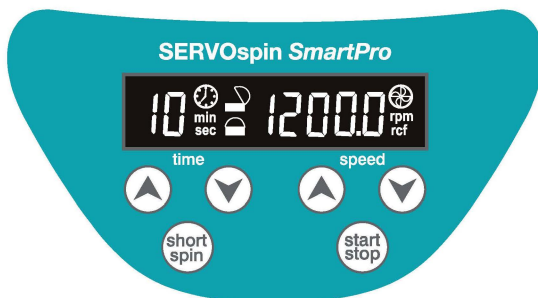 SERVOspin SmartPro
10 min sec 1200.0 rpm rcf
time speed
short spin start stop